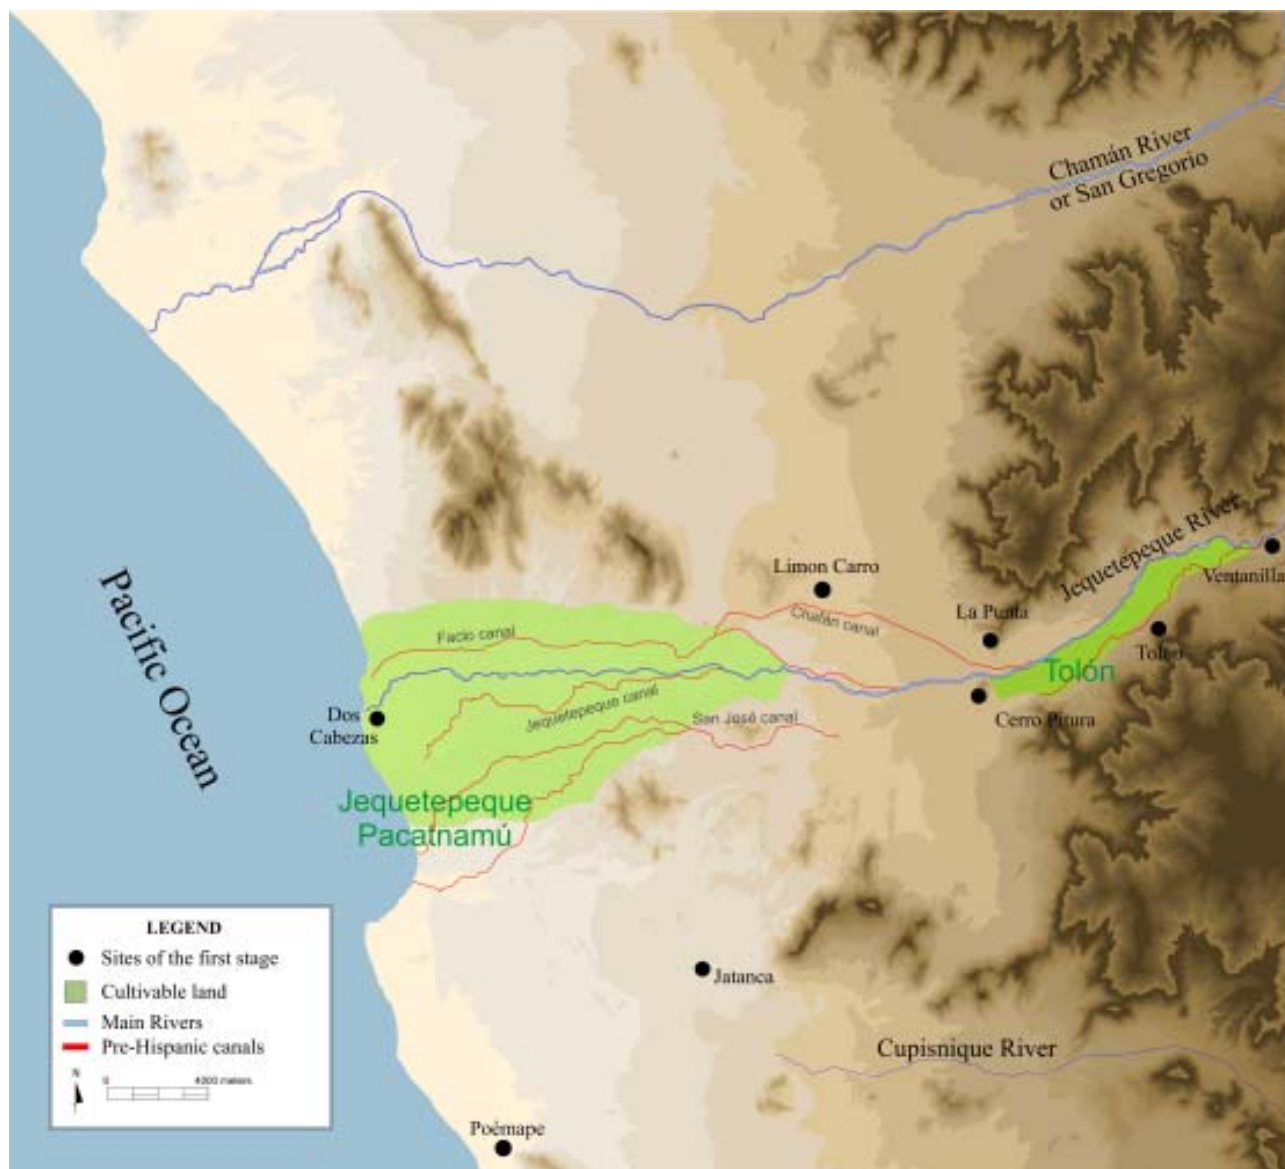 Chamán River
or San Gregorio
Jequetepeque River
Limon Carro
Ventanilla
La Punta
Chafán canal
Facio canal
Tolón
Tolón
Jequetepeque canal
Cerro Pitura
San José canal
Dos
Cabezas
Pacific Ocean
Jequetepeque
Pacatnamú
LEGEND
Sites of the first stage
Cultivable land
Main Rivers
Pre-Hispanic canals
N
0
4000 meters
Jatanca
Cupisnique River
Poémape